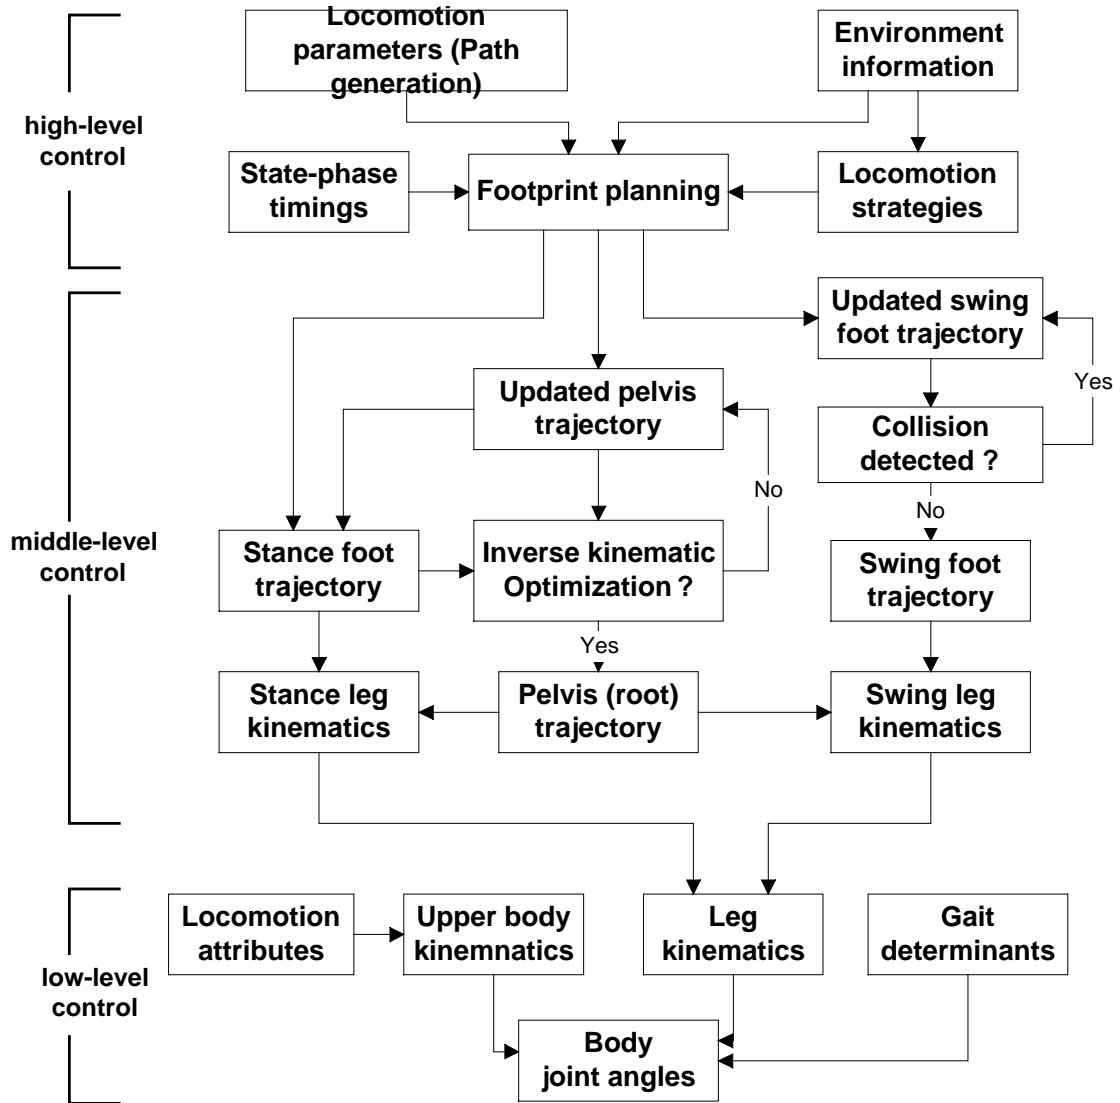 Locomotion
parameters (Path
generation)
Environment
information
high-level
control
State-phase
timings
Footprint planning
Locomotion
strategies
Updated swing
foot trajectory
Yes
Updated pelvis
trajectory
Collision
detected ?
No
No
middle-level
control
Stance foot
trajectory
Inverse kinematic
Optimization ?
Swing foot
trajectory
Yes
Stance leg
kinematics
Pelvis (root)
trajectory
Swing leg
kinematics
Locomotion
attributes
Upper body
kinemnatics
Leg
kinematics
Gait
determinants
low-level
control
Body
joint angles